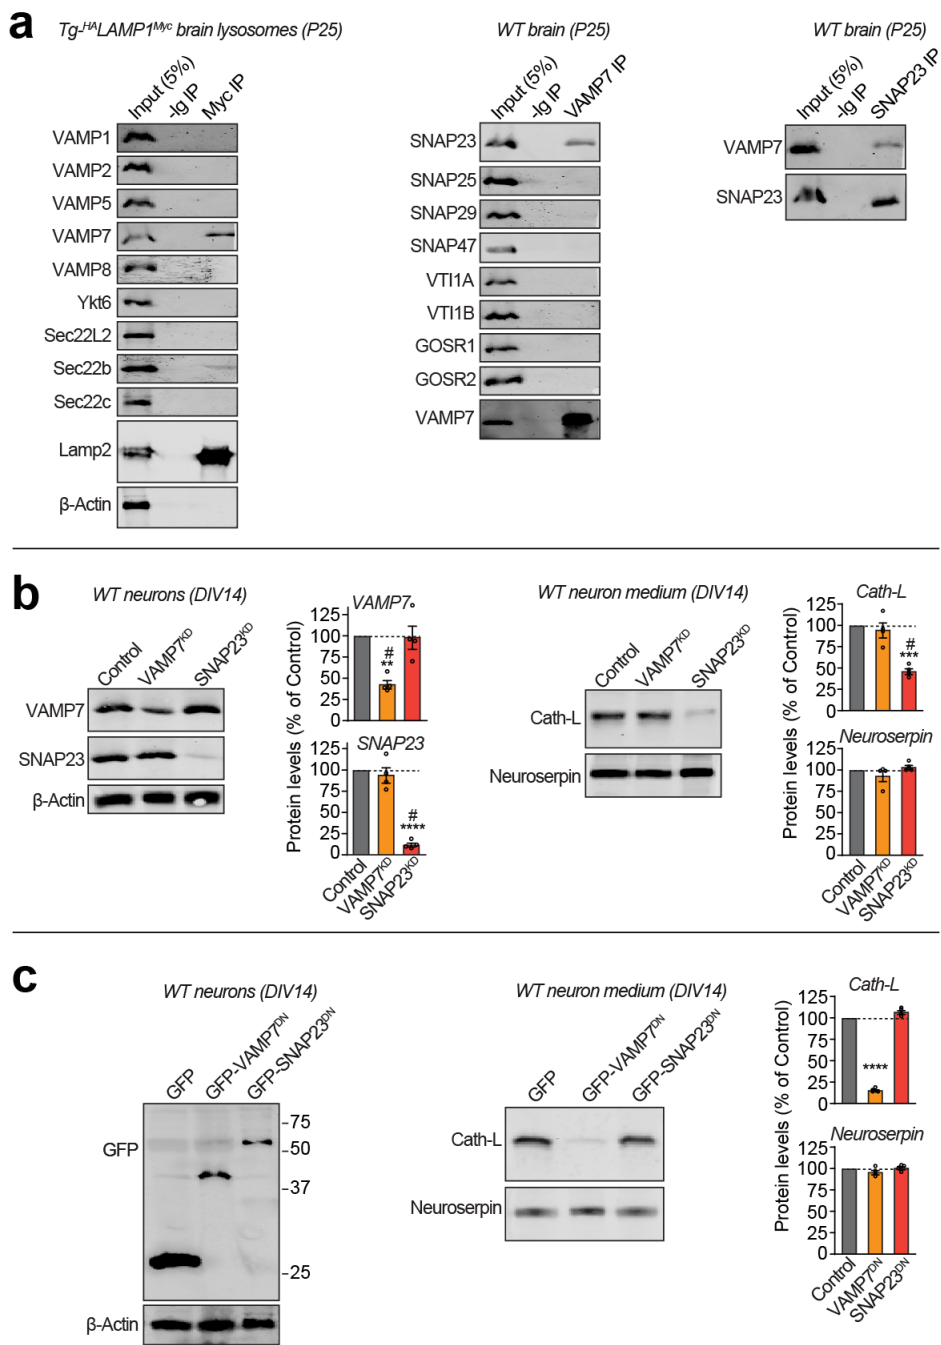 a
Tg-HALAMP1Myc brain lysosomes (P25)
Input (5%)
-Ig IP
Myc IP
VAMP1
VAMP2
VAMP5
VAMP7
VAMP8
Ykt6
Sec22L2
Sec22b
Sec22c
Lamp2
β-Actin
WT brain (P25)
Input (5%)
-Ig IP
VAMP7 IP
SNAP23
SNAP25
SNAP29
SNAP47
VTI1A
VTI1B
GOSR1
GOSR2
VAMP7
WT brain (P25)
Input (5%)
-Ig IP
SNAP23 IP
VAMP7
SNAP23
b
WT neurons (DIV14)
Control
VAMP7KD
SNAP23KD
VAMP7
SNAP23
β-Actin
Protein levels (% of Control)
VAMP7
125
100
75
50
25
0
#
**
SNAP23
125
100
75
50
25
0
#
****
Control
VAMP7KD
SNAP23KD
WT neuron medium (DIV14)
Control
VAMP7KD
SNAP23KD
Cath-L
Neuroserpin
Protein levels (% of Control)
Cath-L
125
100
75
50
25
0
#
***
Neuroserpin
125
100
75
50
25
0
Control
VAMP7KD
SNAP23KD
c
WT neurons (DIV14)
GFP
GFP-VAMP7DN
GFP-SNAP23DN
GFP
-75
-50
-37
-25
β-Actin
WT neuron medium (DIV14)
GFP
GFP-VAMP7DN
GFP-SNAP23DN
Cath-L
Neuroserpin
Protein levels (% of Control)
Cath-L
125
100
75
50
25
0
****
Neuroserpin
125
100
75
50
25
0
Control
VAMP7DN
SNAP23DN